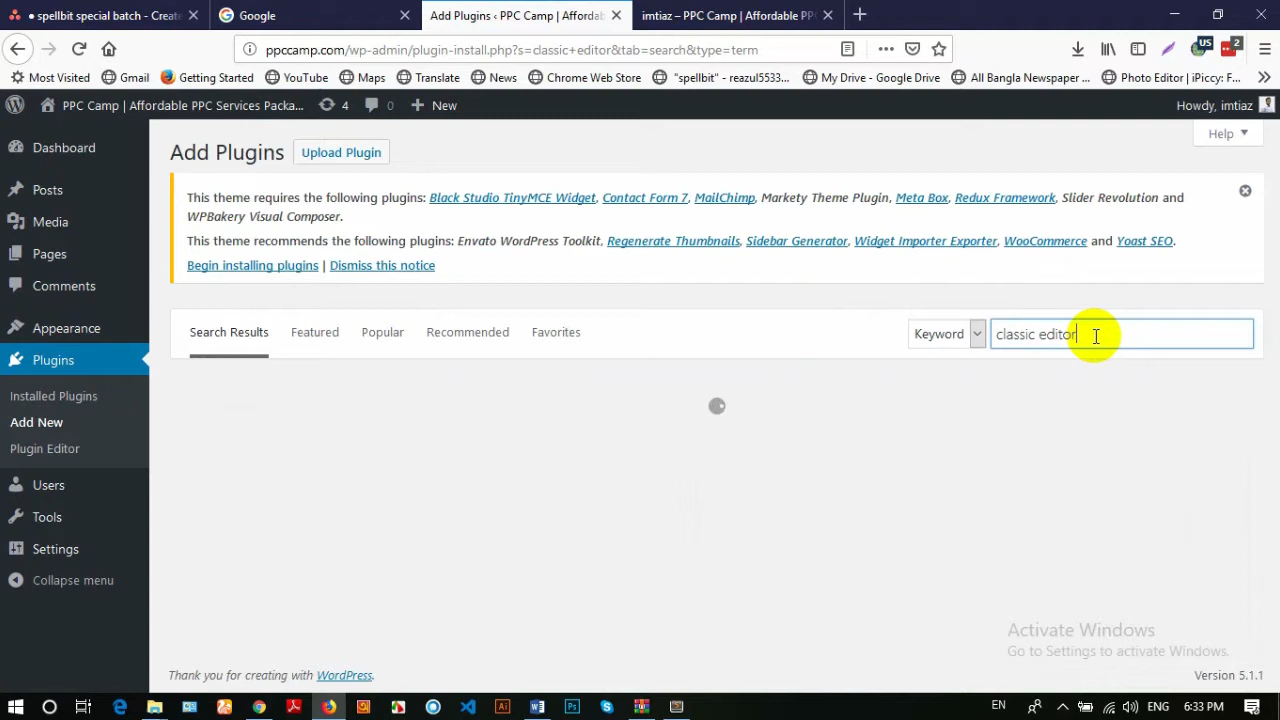 spellbit special batch - Create
Google
Add Plugins ‹ PPC Camp | Affordab
imtiaz – PPC Camp | Affordable PP
ppccamp.com/wp-admin/plugin-install.php?s=classic+editor&tab=search&type=term
US
2
Most Visited
Gmail
Getting Started
YouTube
Maps
Translate
News
Chrome Web Store
"spellbit" - reazul5533...
My Drive - Google Drive
All Bangla Newspaper ...
Photo Editor | iPiccy: F...
PPC Camp | Affordable PPC Services Packa...
4
0
New
Howdy, imtiaz
Dashboard
Posts
Media
Pages
Comments
Appearance
Plugins
Installed Plugins
Add New
Plugin Editor
Users
Tools
Settings
Collapse menu
Add Plugins
Upload Plugin
Help
This theme requires the following plugins: Black Studio TinyMCE Widget, Contact Form 7, MailChimp, Markety Theme Plugin, Meta Box, Redux Framework, Slider Revolution and
WPBakery Visual Composer.
This theme recommends the following plugins: Envato WordPress Toolkit, Regenerate Thumbnails, Sidebar Generator, Widget Importer Exporter, WooCommerce and Yoast SEO.
Begin installing plugins | Dismiss this notice
Search Results
Featured
Popular
Recommended
Favorites
Keyword
classic editor
Activate Windows
Go to Settings to activate Windows.
Thank you for creating with WordPress.
Version 5.1.1
EN
ENG
6:33 PM